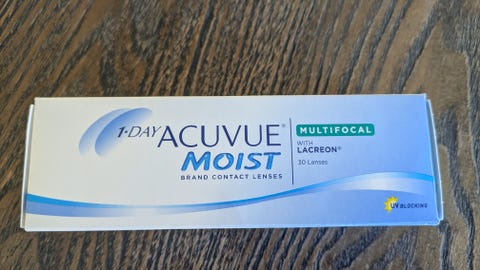 1-DAY ACUVUE®
MOIST
BRAND CONTACT LENSES
MULTIFOCAL
WITH
LACREON®
30 Lenses
UV BLOCKING